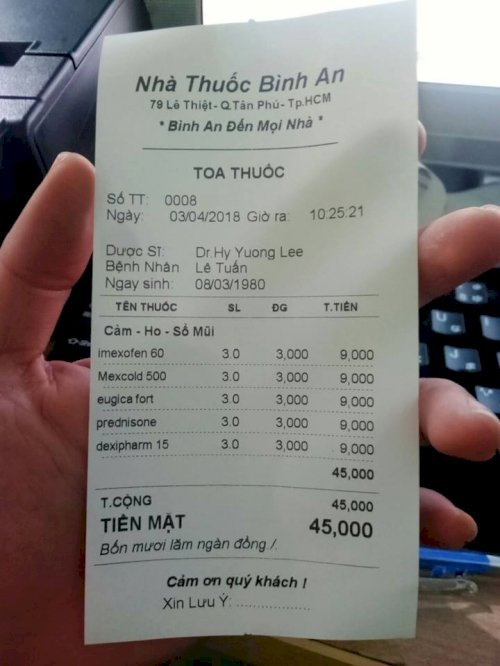 Nhà Thuốc Bình An
79 Lê Thiệt- Q.Tân Phú- Tp.HCM
" Bình An Đến Mọi Nhà "
TOA THUỐC
Số TT: 0008
Ngày: 03/04/2018 Giờ ra: 10:25:21
Dược Sĩ: Dr.Hy Yuong Lee
Bệnh Nhân Lê Tuấn
Ngay sinh: 08/03/1980
TÊN THUỐC SL ĐG T.TIỀN
Cảm - Ho - Sổ Mũi
imexofen 60 3.0 3,000 9,000
Mexcold 500 3.0 3,000 9,000
eugica fort 3.0 3,000 9,000
prednisone 3.0 3,000 9,000
dexipharm 15 3.0 3,000 9,000
45,000
T.CỘNG 45,000
TIỀN MẶT 45,000
Bốn mươi lăm ngàn đồng /.
Cảm ơn quý khách !
Xin Lưu Ý: ..................